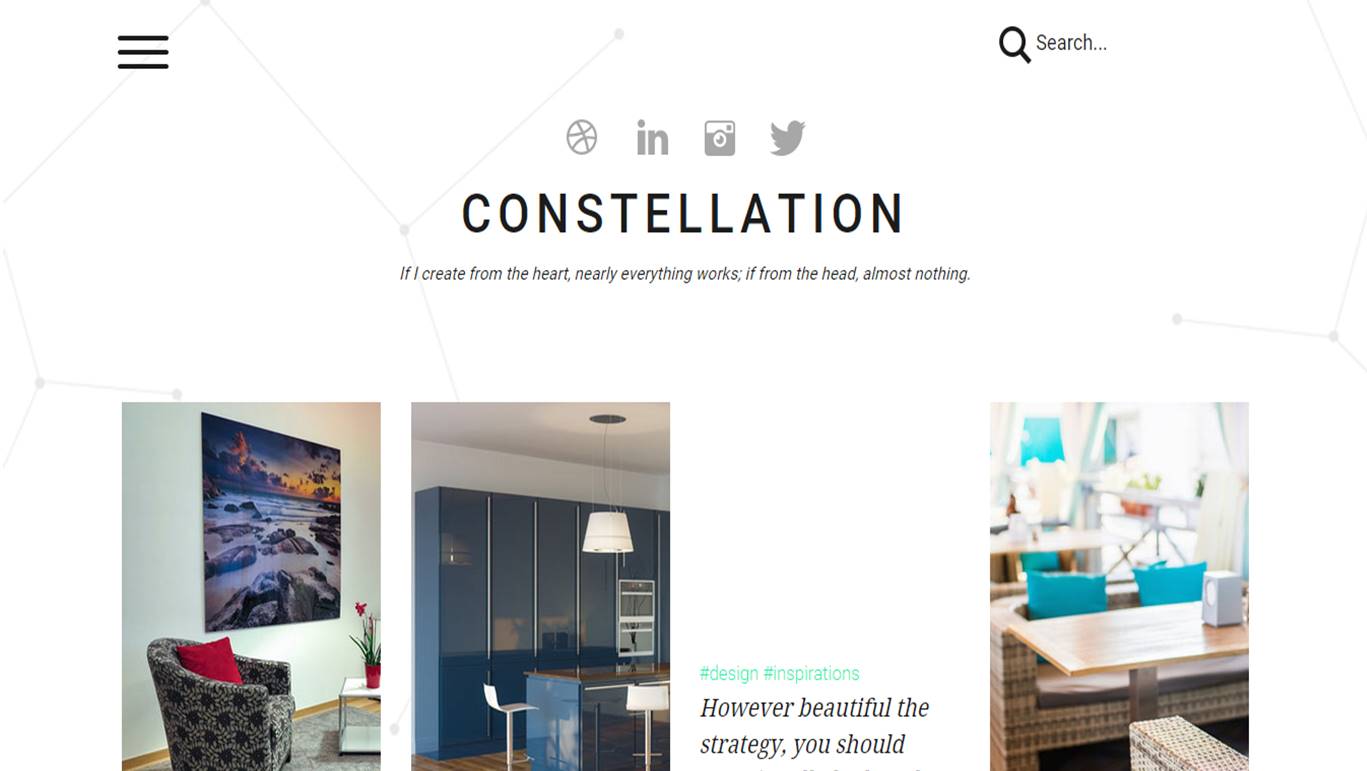 Search...
CONSTELLATION
If I create from the heart, nearly everything works; if from the head, almost nothing.
#design #inspirations
However beautiful the
strategy, you should